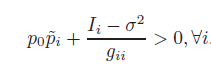 $p_0 \tilde{p}_i + \frac{I_i - \sigma^2}{g_{ii}} > 0, \forall i.$